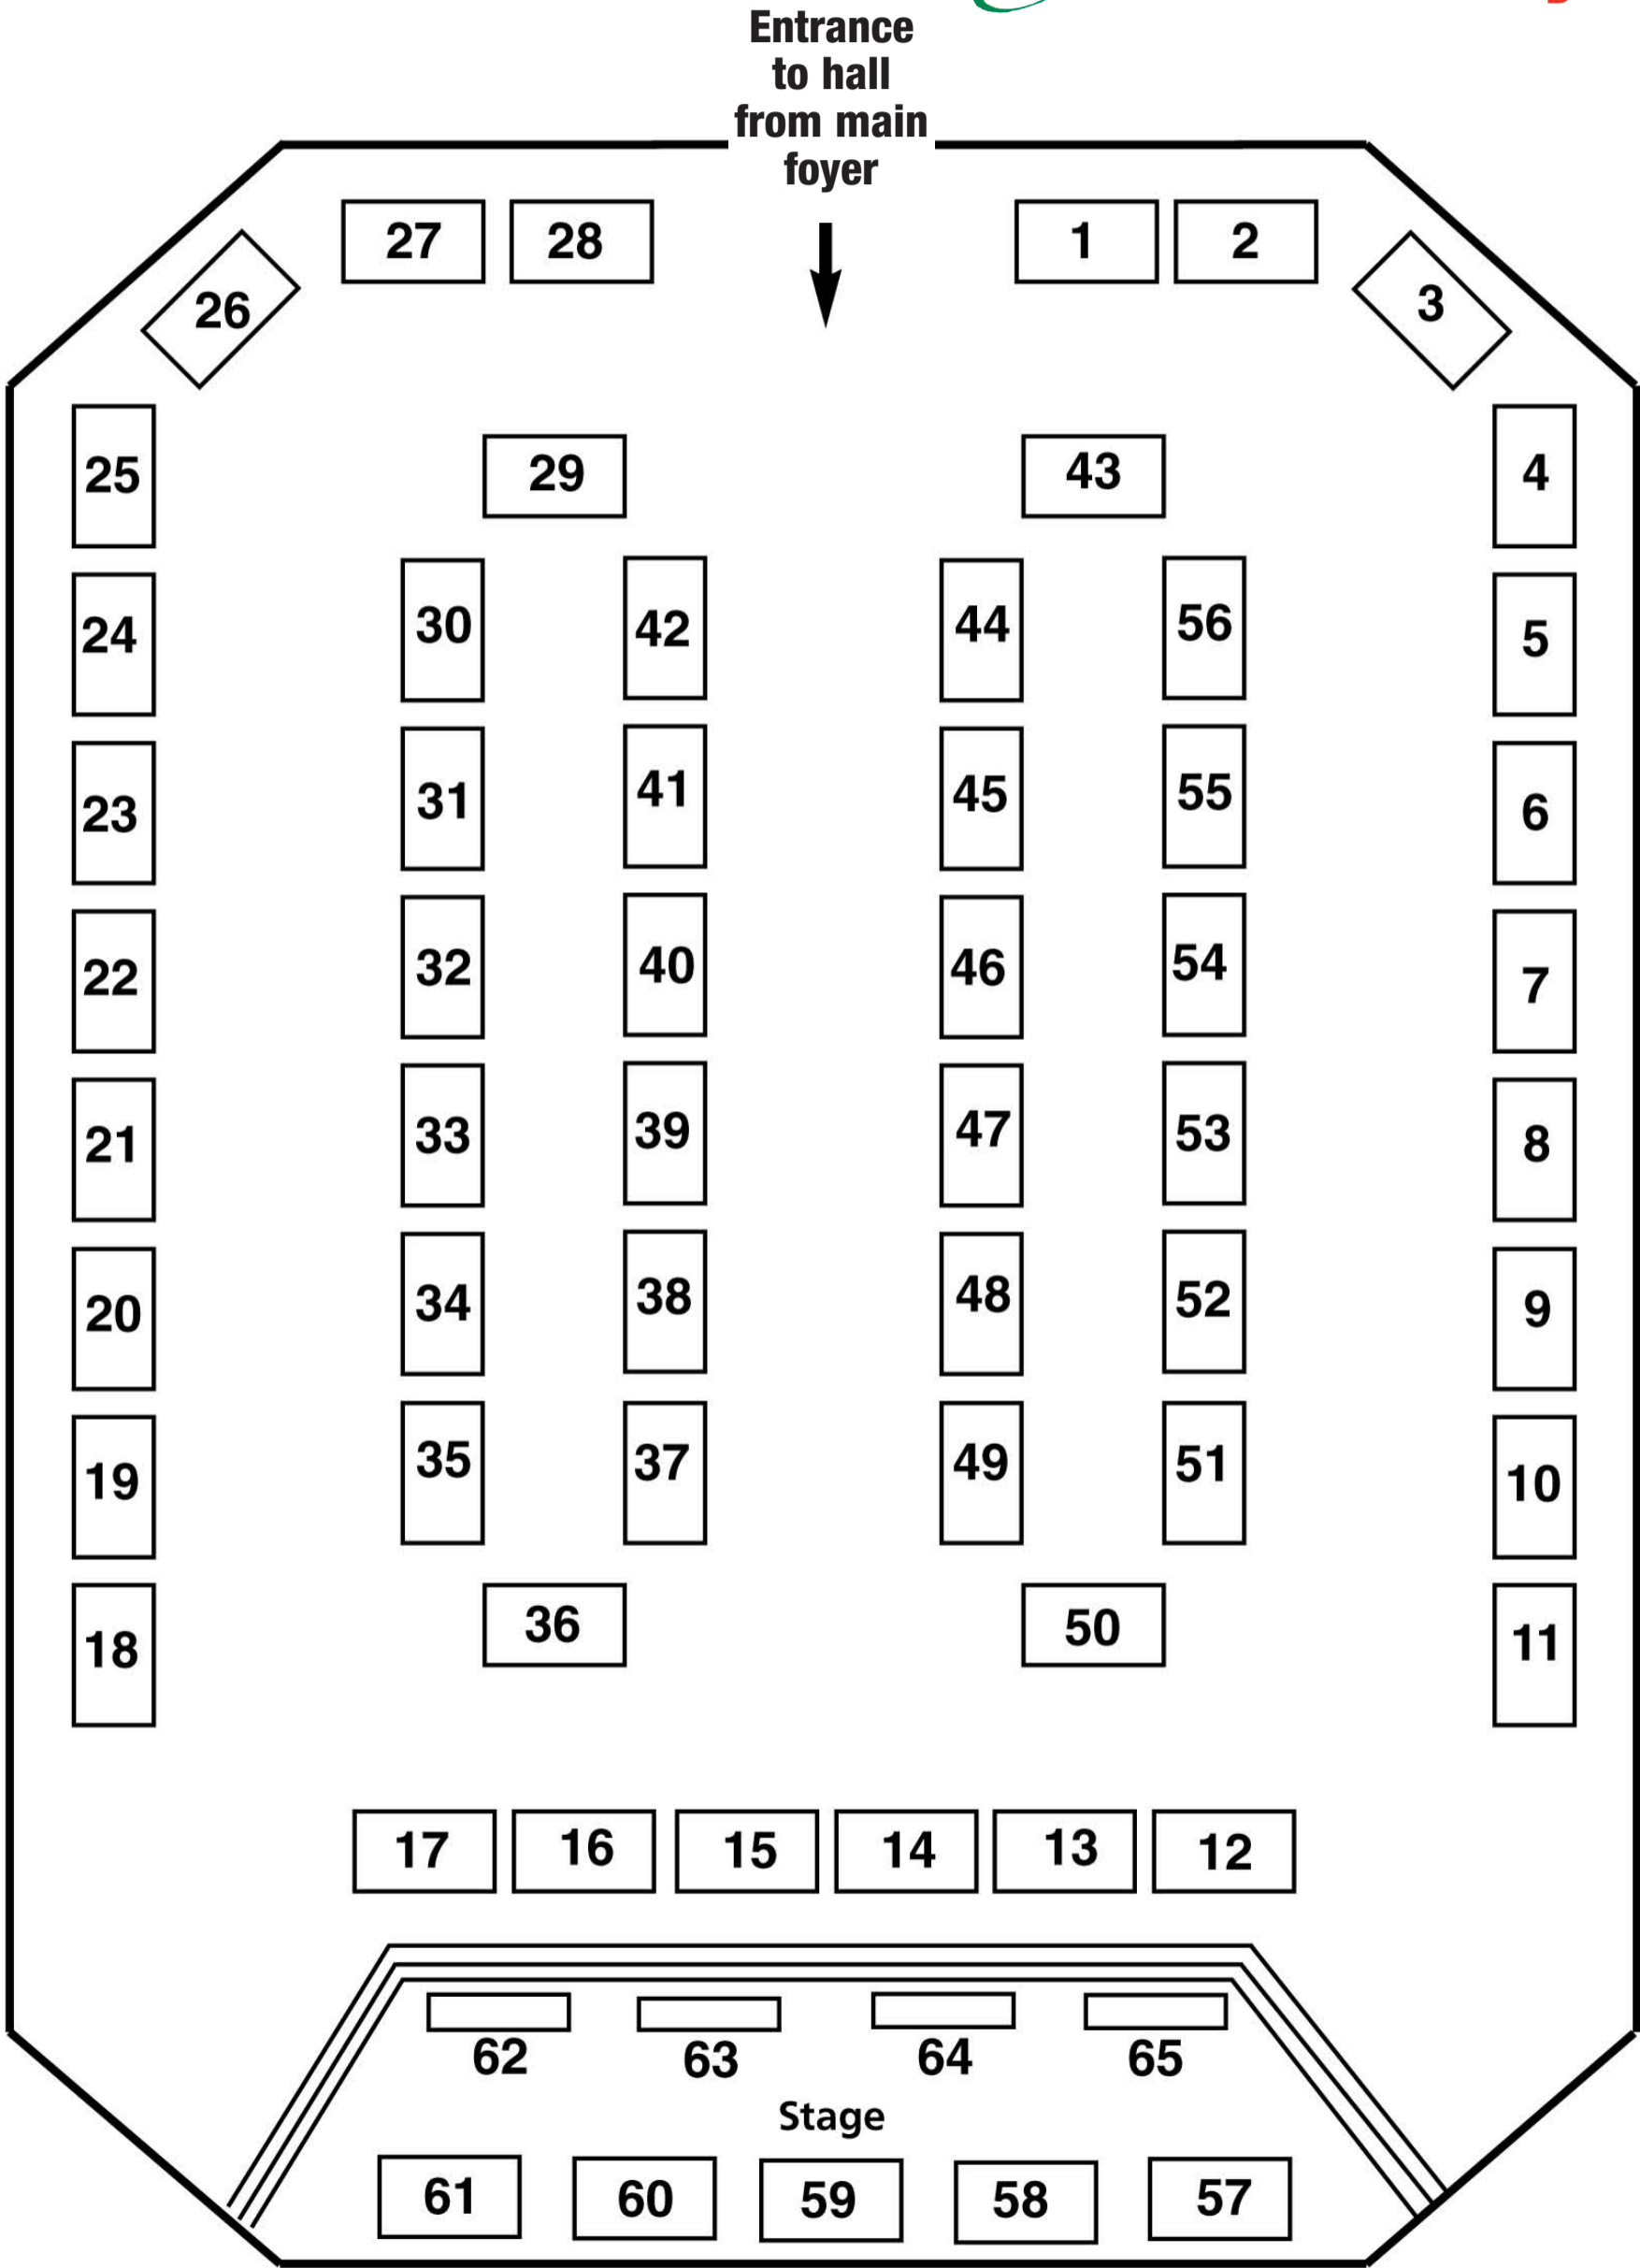 Entrance
to hall
from main
foyer
27 28 1 2
26 3
25 29 43 4
24 30 42 44 56 5
23 31 41 45 55 6
22 32 40 46 54 7
21 33 39 47 53 8
20 34 38 48 52 9
19 35 37 49 51 10
18 36 50 11
17 16 15 14 13 12
62 63 64 65
Stage
61 60 59 58 57